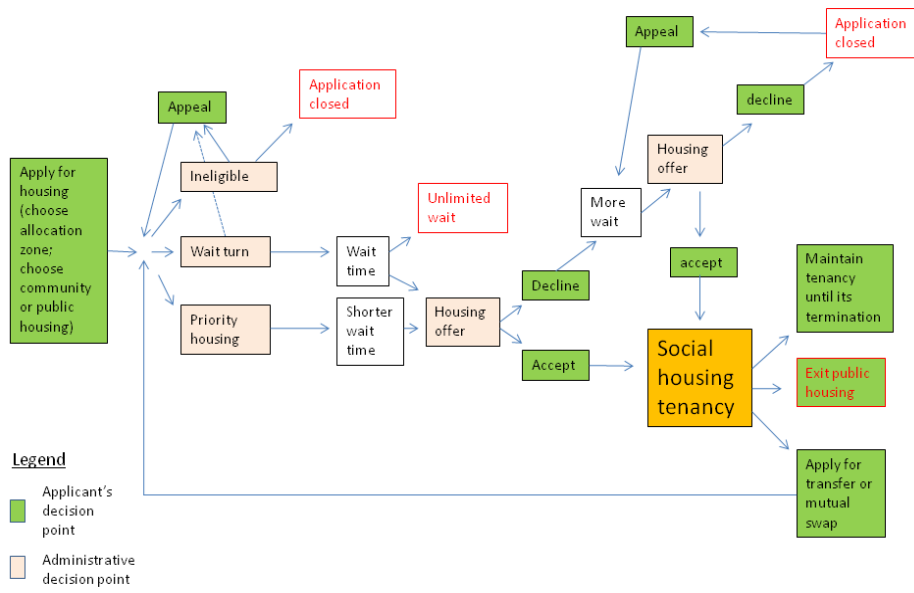 Appeal
Application
closed
Application
closed
decline
Appeal
Housing
offer
Apply for
housing
(choose
allocation
zone;
choose
community
or public
housing)
Ineligible
Unlimited
wait
More
wait
Wait turn
Wait
time
accept
Maintain
tenancy
until its
termination
Decline
Priority
housing
Shorter
wait
time
Housing
offer
Accept
Social
housing
tenancy
Exit public
housing
Apply for
transfer or
mutual
swap
Legend
Applicant's
decision
point
Administrative
decision point